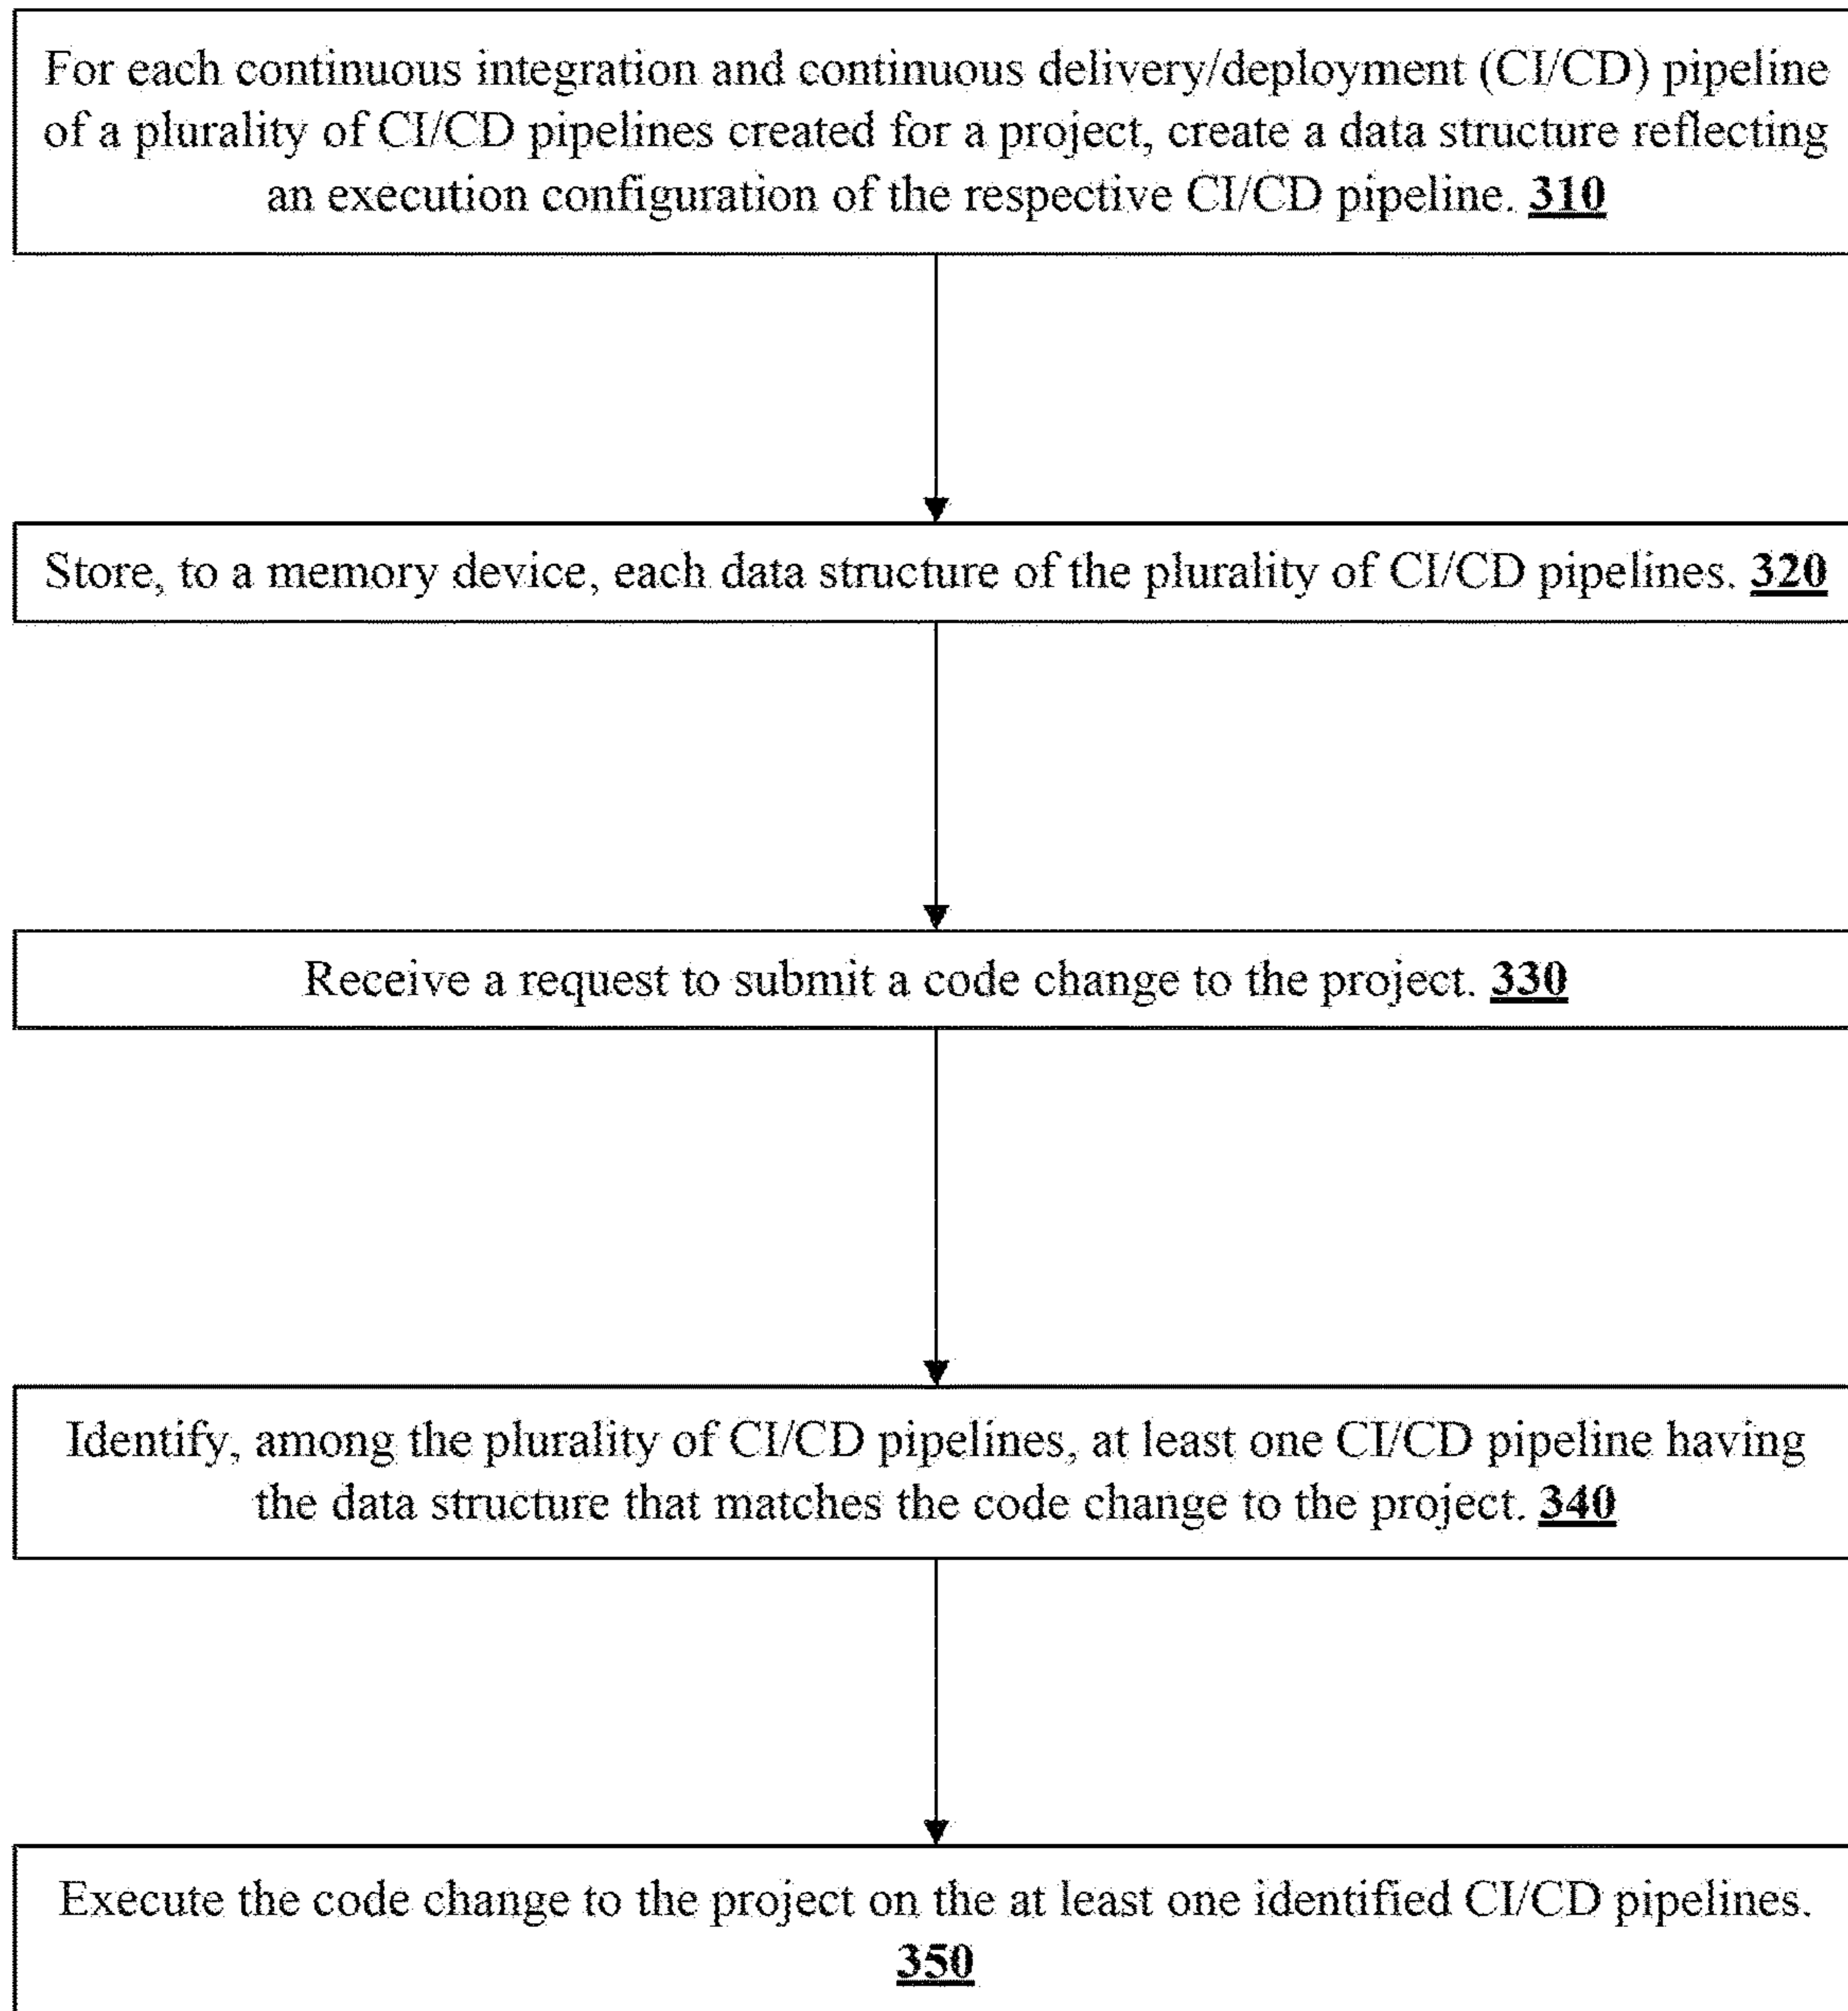 For each continuous integration and continuous delivery/deployment (CI/CD) pipeline
of a plurality of CI/CD pipelines created for a project, create a data structure reflecting
an execution configuration of the respective CI/CD pipeline. 310
Store, to a memory device, each data structure of the plurality of CI/CD pipelines. 320
Receive a request to submit a code change to the project. 330
Identify, among the plurality of CI/CD pipelines, at least one CI/CD pipeline having
the data structure that matches the code change to the project. 340
Execute the code change to the project on the at least one identified CI/CD pipelines.
350